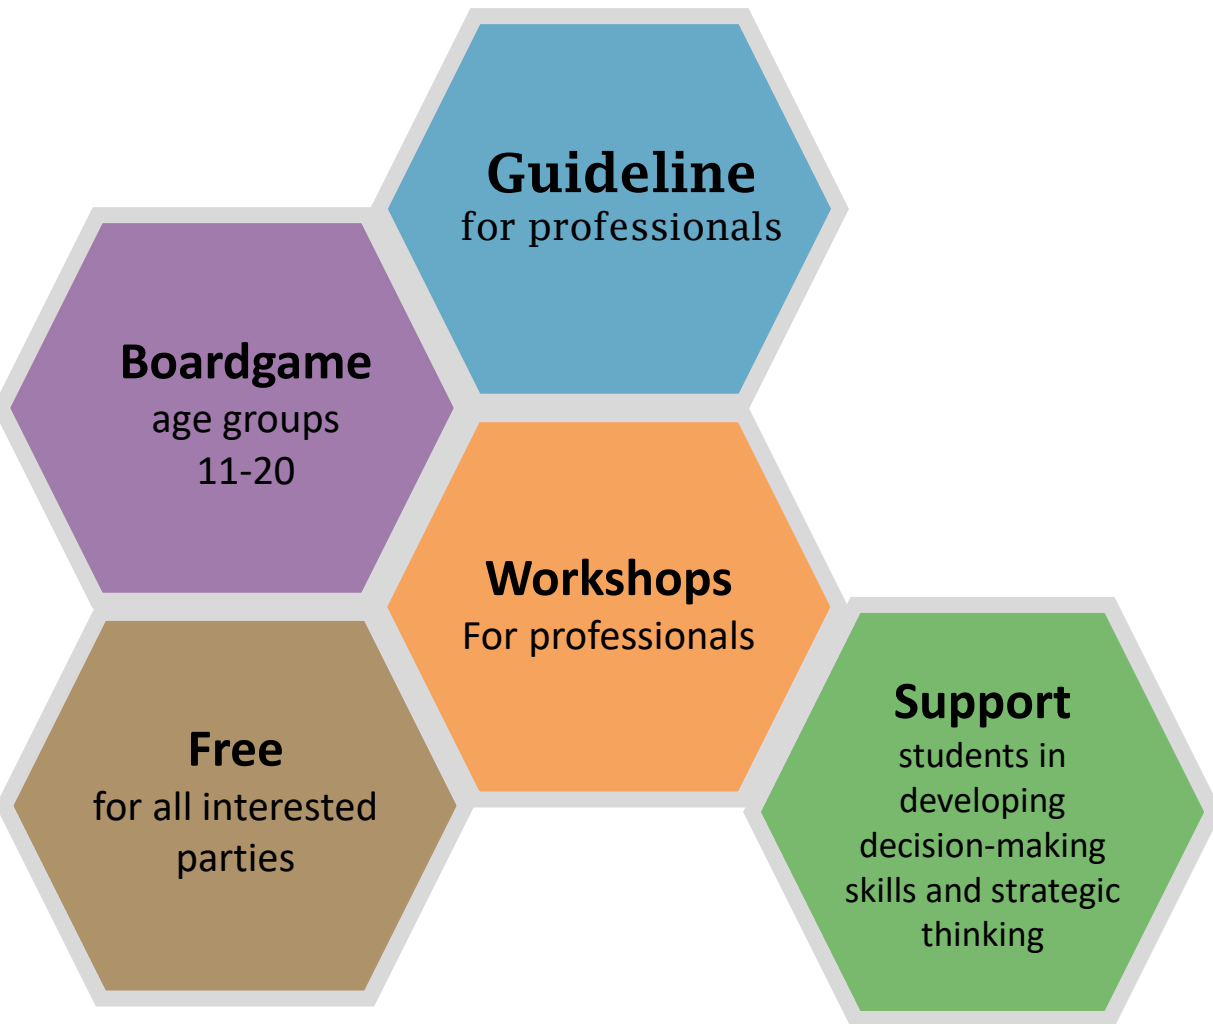 Guideline
for professionals
Boardgame
age groups
11-20
Workshops
For professionals
Free
for all interested
parties
Support
students in
developing
decision-making
skills and strategic
thinking